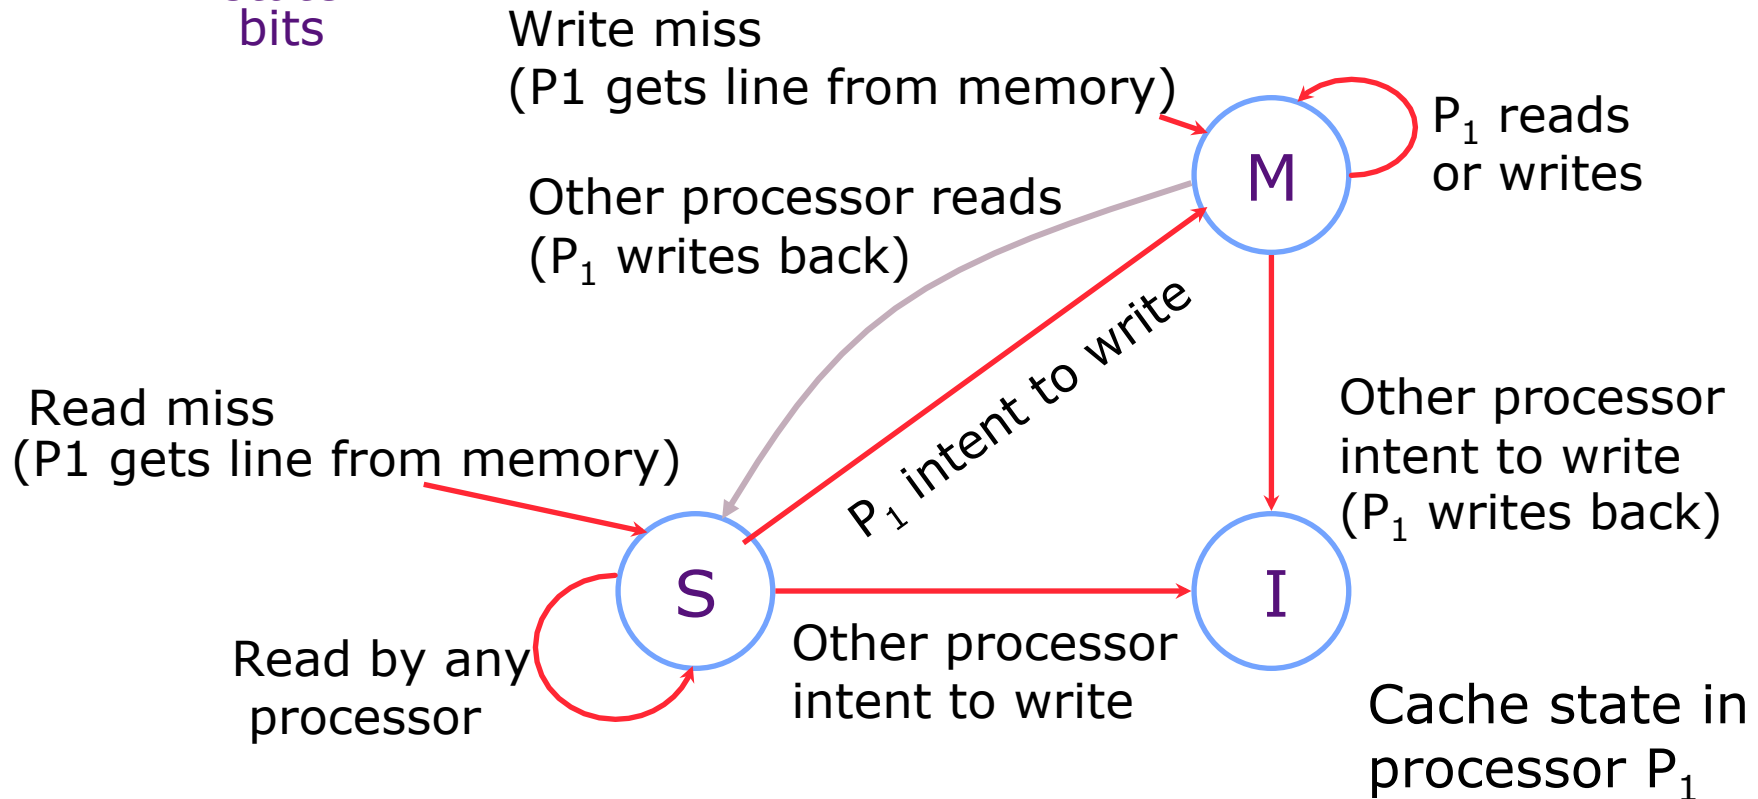 bits
Write miss
(P1 gets line from memory)
M
P₁ reads
or writes
Other processor reads
(P₁ writes back)
P₁ intent to write
Read miss
(P1 gets line from memory)
Other processor
intent to write
(P₁ writes back)
S
I
Read by any
processor
Other processor
intent to write
Cache state in
processor P₁